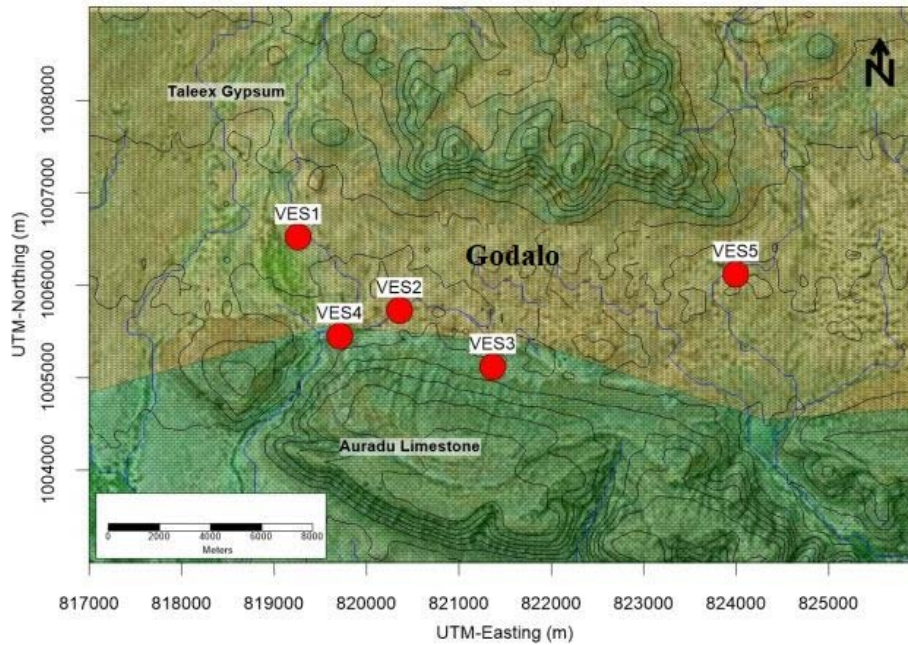 N
Taleex Gypsum
VES1
Godalo
VES5
VES2
VES4
VES3
Auradu Limestone
0 2000 4000 6000 8000
Meters
UTM-Northing (m)
1008000
1007000
1006000
1005000
1004000
817000 818000 819000 820000 821000 822000 823000 824000 825000
UTM-Easting (m)